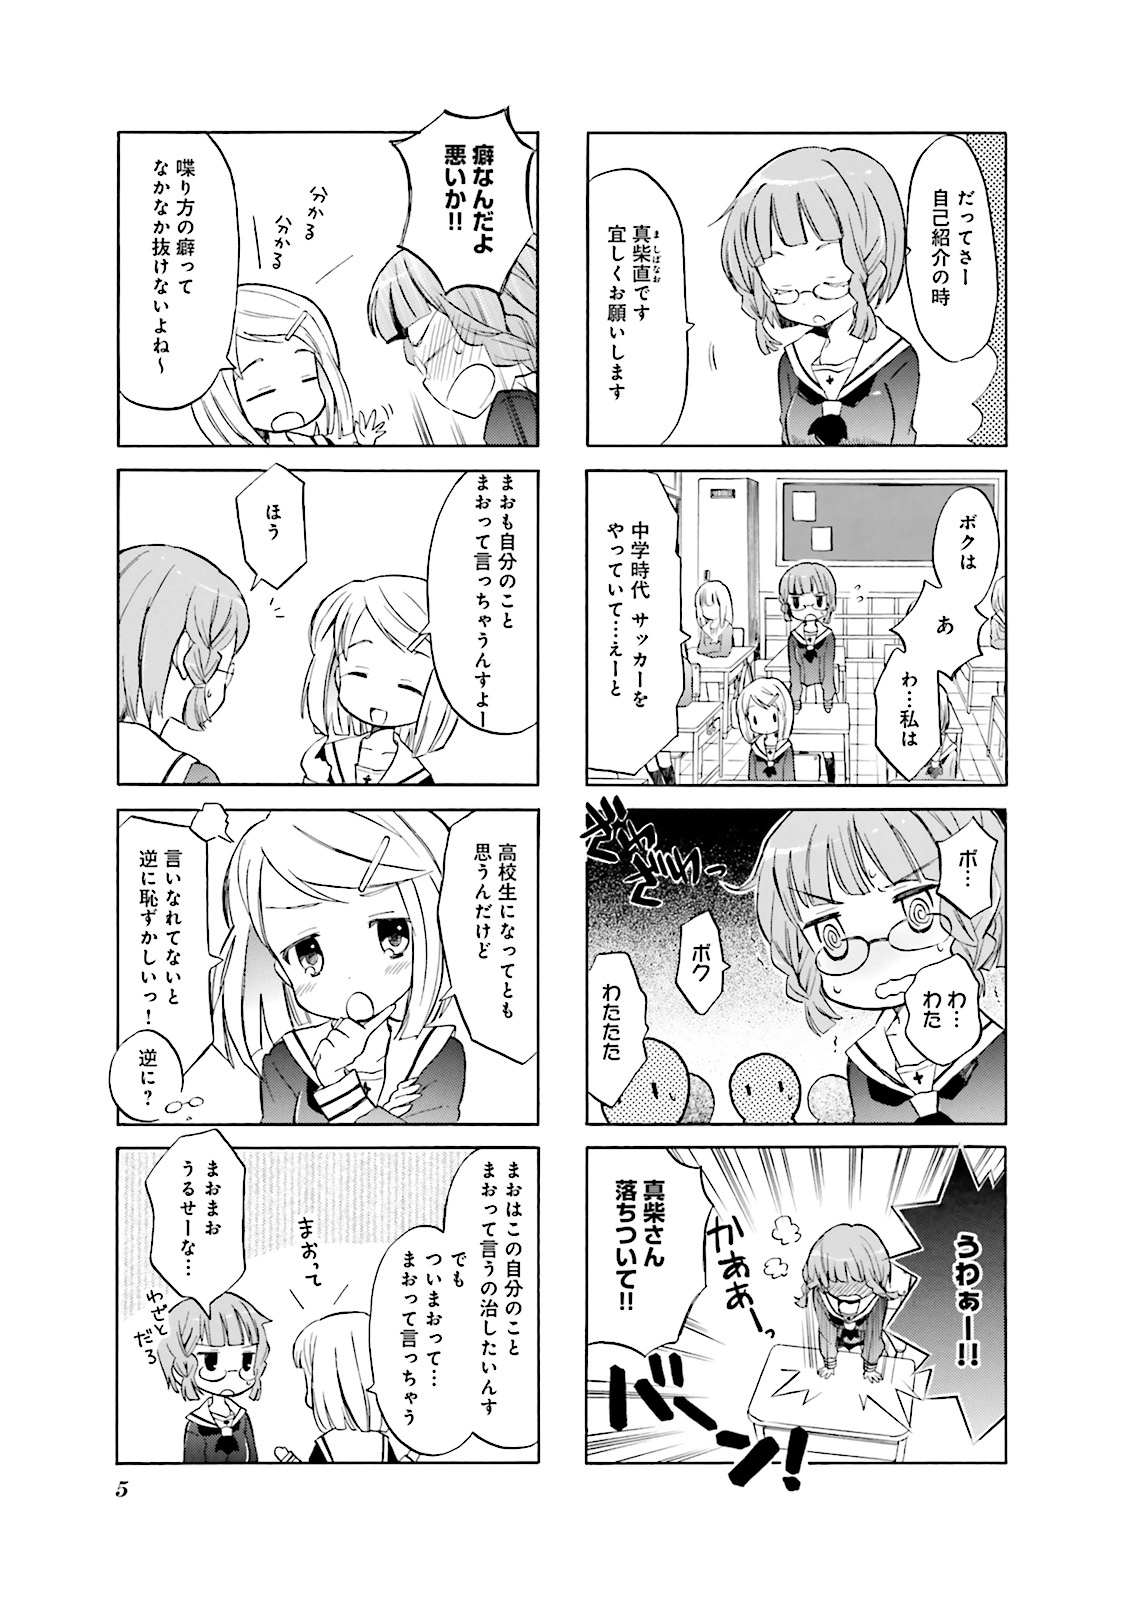 だってさー
自己紹介の時
真柴直です
ましばなお
宜しくお願いします
ボクは
あ
わ…私は
中学時代 サッカーを
やっていて…えーと
ボ…
わ…
わた
ボク
わたたた
ざわ
ざわっ
うわぁー!!
かあぁーっ
真柴さん
落ちついて!!
バーン!
癖なんだよ
悪いか!!
分かる
分かる
喋り方の癖って
なかなか抜けないよね〜
まおも自分のこと
まおって言っちゃうんすよー
ほう
高校生になってとも
思うんだけど
言いなれてないと
逆に恥ずかしいっ!
逆に?
まおはこの自分のこと
まおって言うの治したいんす
でも
ついまおって…
まおって言っちゃう
まおって
まおまお
うるせーな…
わざと
だろ
5